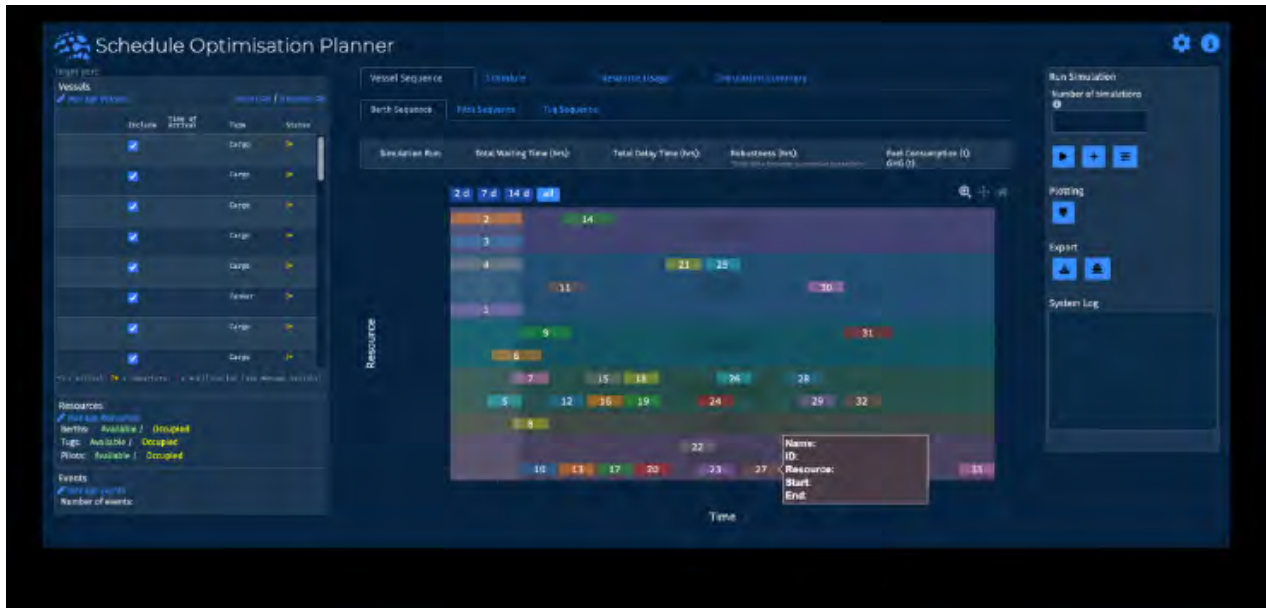 Schedule Optimisation Planner
Target port:
Vessels
Include Time of Arrival Type Status
Cargo
Cargo
Cargo
Cargo
Cargo
Tanker
Cargo
Cargo
Resources
Berths: Available / Occupied
Tugs: Available / Occupied
Pilots: Available / Occupied
Events
Number of events:
Vessel Sequence Schedule Resource Usage Simulation Summary
Berth Sequence Pilot Sequence Tug Sequence
Simulation Run: Total Waiting Time (hrs): Total Delay Time (hrs): Robustness (hrs): Fuel Consumption (t):
GHG (t):
2 d 7 d 14 d all
2 14
3
4 21 25
11 30
1
9 31
6
7 15 18 26 28
5 12 16 19 24 29 32
8
22
10 13 17 20 23 27 33
Name:
ID:
Resource:
Start:
End:
Resource
Time
Run Simulation
Number of simulations
Plotting
Export
System Log